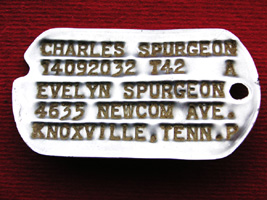 CHARLES SPURGEON
14092032 T42 A
EVELYN SPURGEON
4635 NEWCOM AVE.
KNOXVILLE,TENN.P